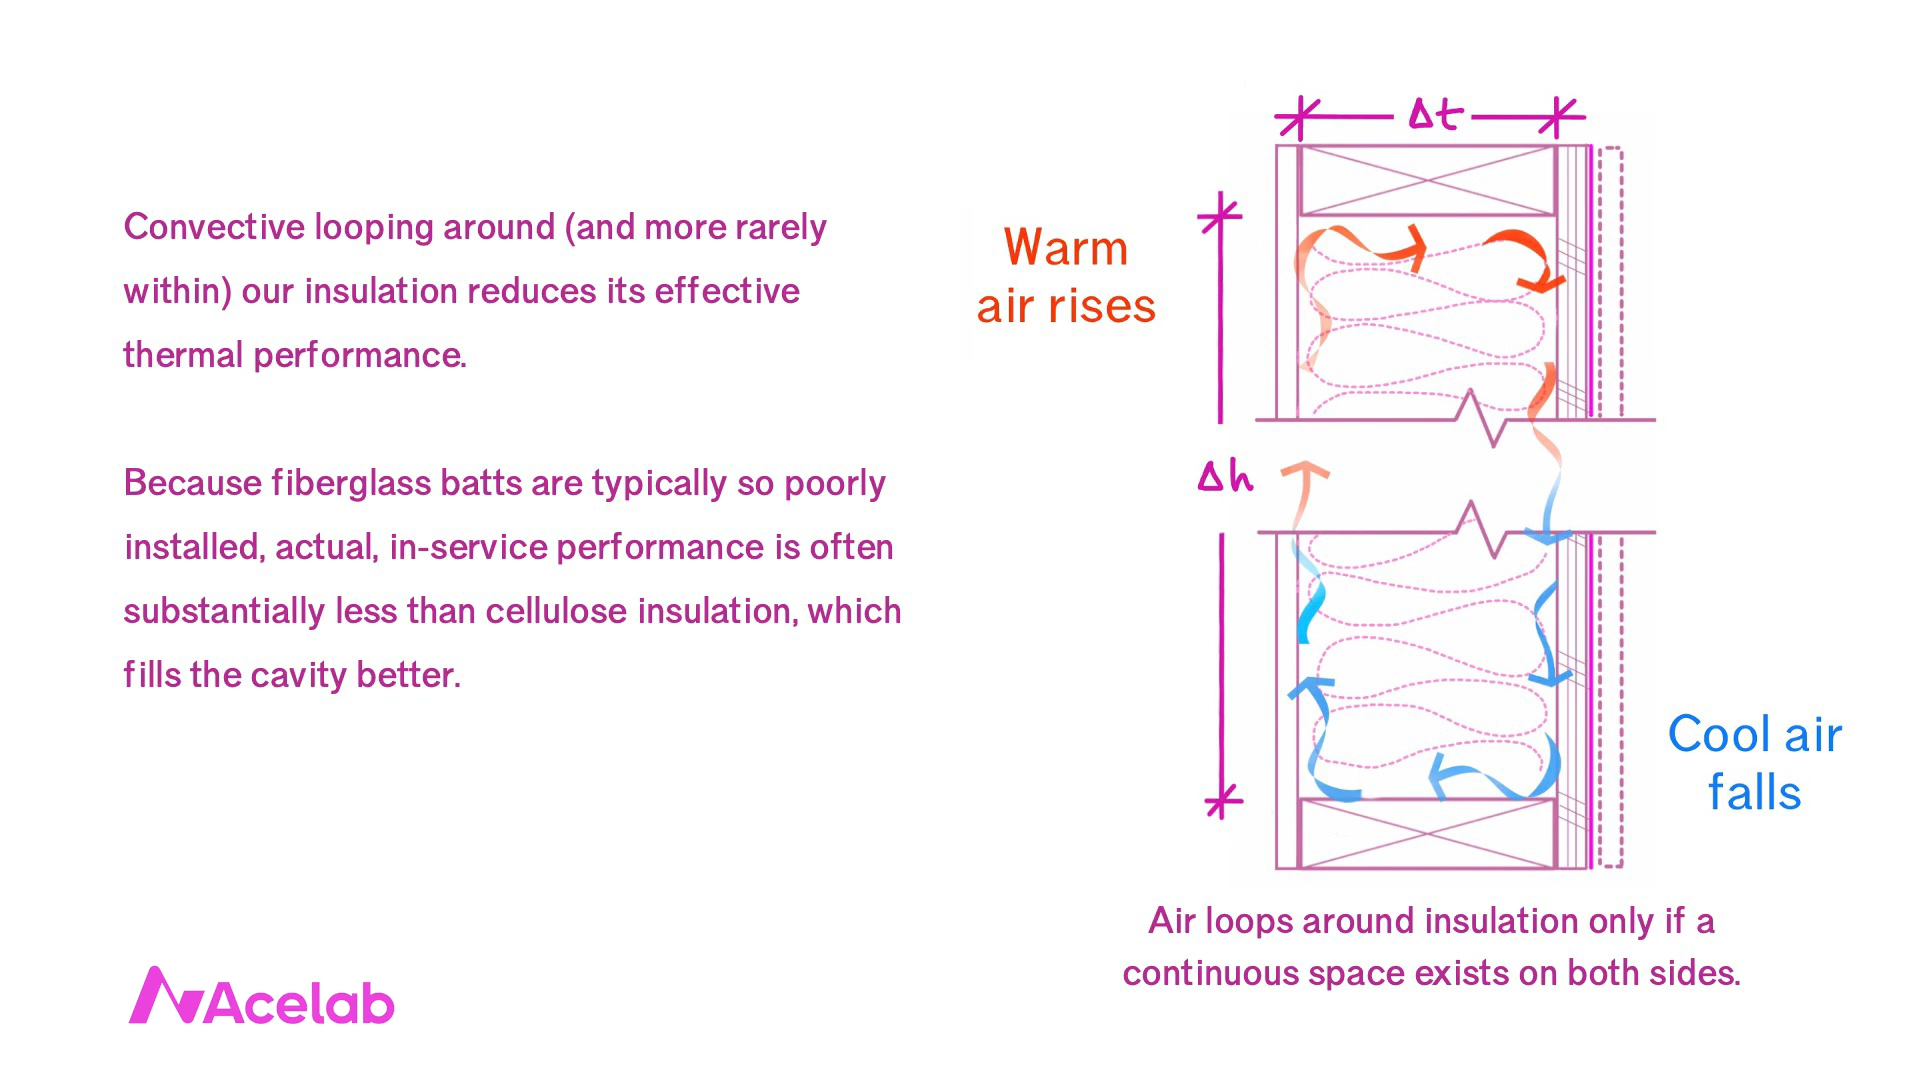 Convective looping around (and more rarely
within) our insulation reduces its effective
thermal performance.
Because fiberglass batts are typically so poorly
installed, actual, in-service performance is often
substantially less than cellulose insulation, which
fills the cavity better.
Δt
Warm
air rises
Δh
Cool air
falls
Air loops around insulation only if a
continuous space exists on both sides.
Acelab